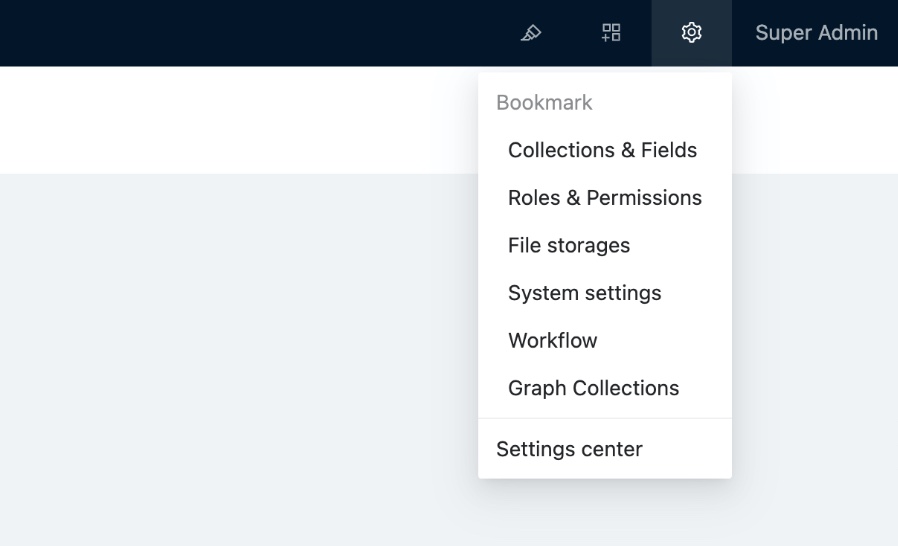 Super Admin
Bookmark
Collections & Fields
Roles & Permissions
File storages
System settings
Workflow
Graph Collections
Settings center